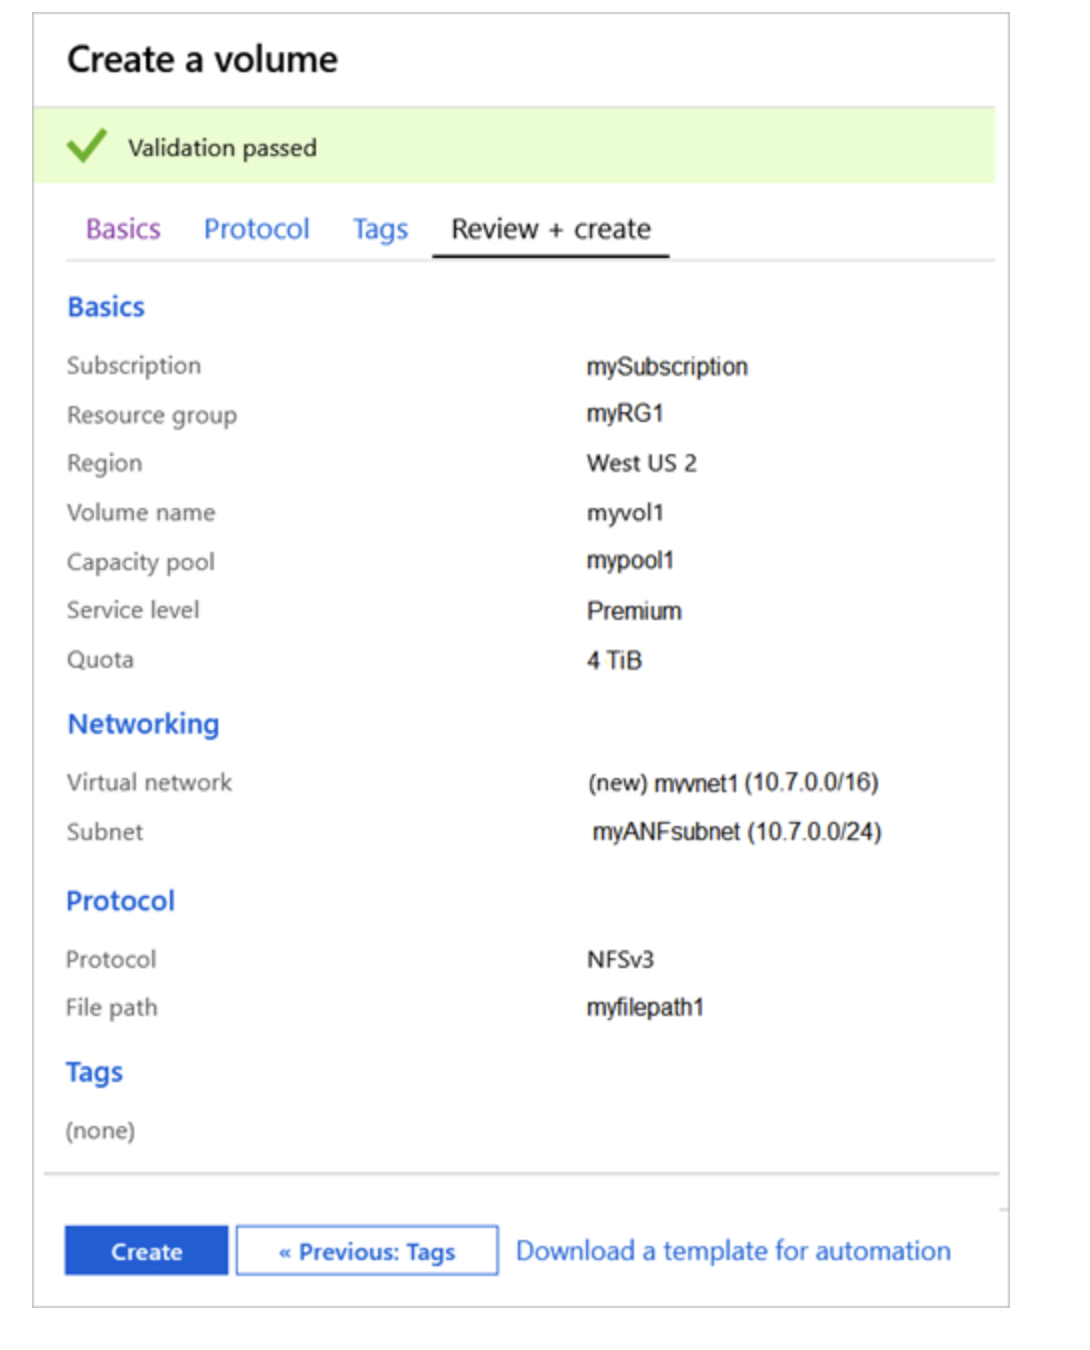 Create a volume
Validation passed
Basics Protocol Tags Review + create
Basics
Subscription mySubscription
Resource group myRG1
Region West US 2
Volume name myvol1
Capacity pool mypool1
Service level Premium
Quota 4 TiB
Networking
Virtual network (new) myvnet1 (10.7.0.0/16)
Subnet myANFsubnet (10.7.0.0/24)
Protocol
Protocol NFSv3
File path myfilepath1
Tags
(none)
Create « Previous: Tags Download a template for automation